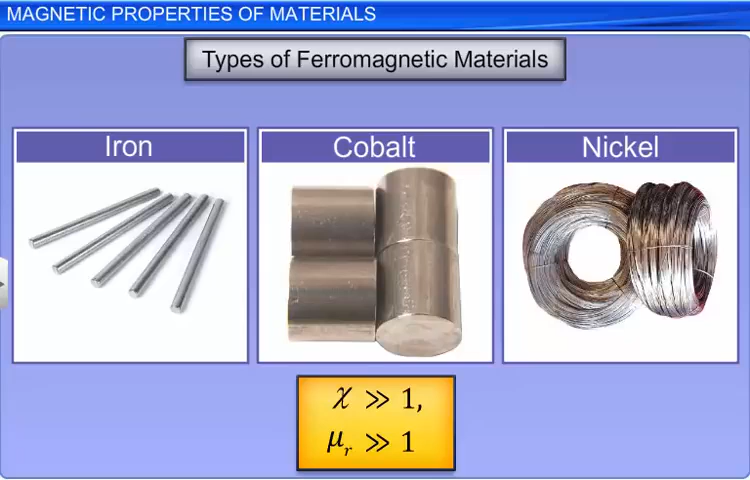 MAGNETIC PROPERTIES OF MATERIALS
Types of Ferromagnetic Materials
Iron
Cobalt
Nickel
χ ≫ 1,
μᵣ ≫ 1